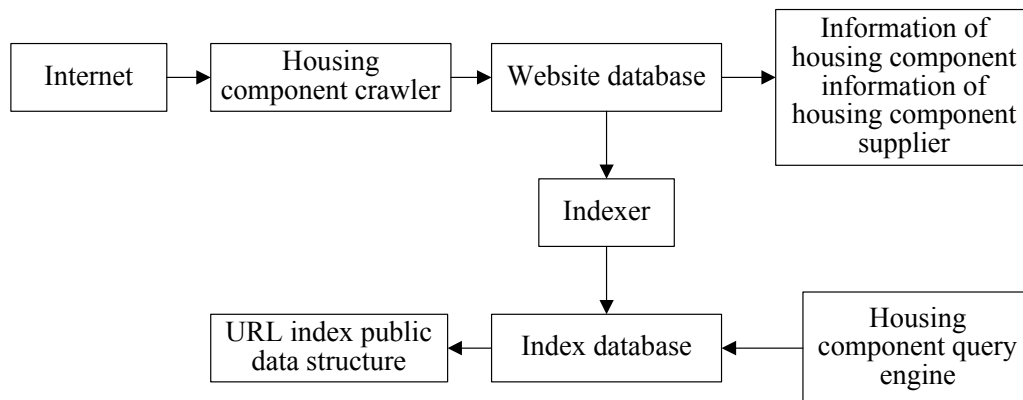 Internet
Housing
component crawler
Website database
Information of
housing component
information of
housing component
supplier
Indexer
URL index public
data structure
Index database
Housing
component query
engine